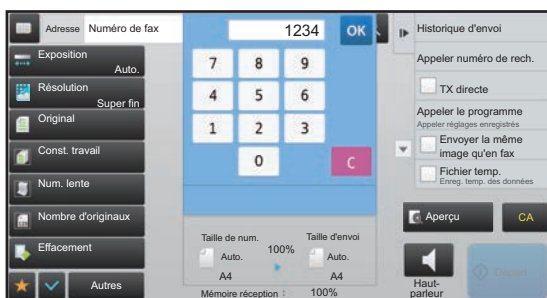 Adresse
Numéro de fax
Exposition
Auto.
Résolution
Super fin
Original
Const. travail
Num. lente
Nombre d'originaux
Effacement
Autres
1234
OK
7 8 9
4 5 6
1 2 3
0 C
Taille de num.
Taille d'envoi
100%
Auto.
Auto.
A4
A4
Mémoire réception : 100%
Historique d'envoi
Appeler numéro de rech.
TX directe
Appeler le programme
Appeler réglages enregistrés
Envoyer la même
image qu'en fax
Fichier temp.
Enreg. temp. des données
Aperçu
CA
Haut-
parleur
Départ